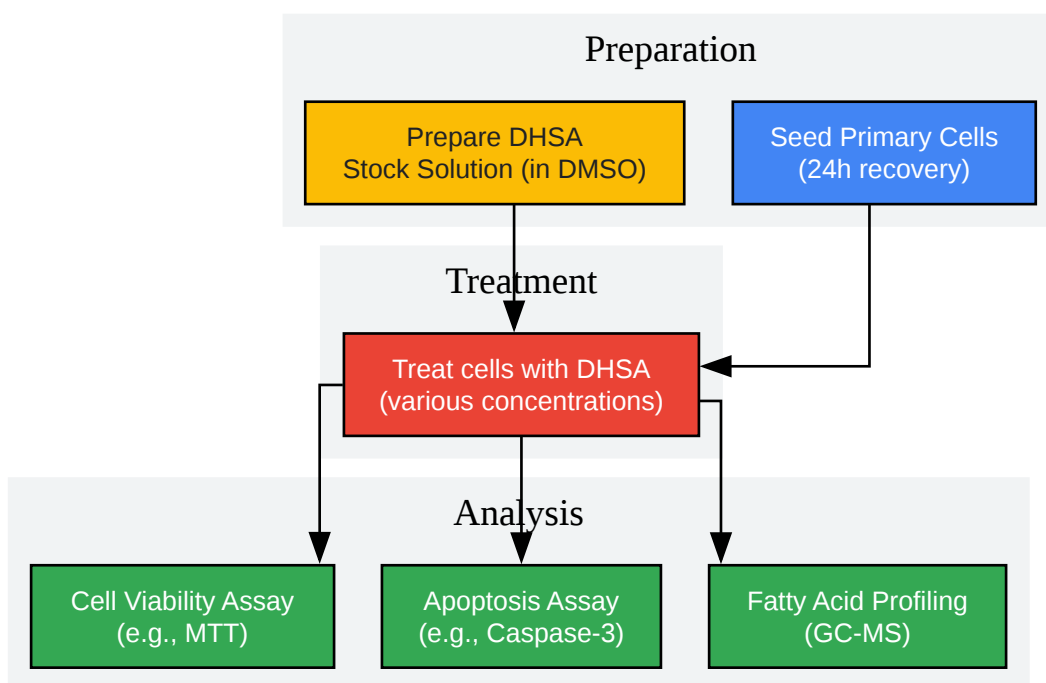 Preparation
Prepare DHSA
Stock Solution (in DMSO)
Seed Primary Cells
(24h recovery)
Treatment
Treat cells with DHSA
(various concentrations)
Analysis
Cell Viability Assay
(e.g., MTT)
Apoptosis Assay
(e.g., Caspase-3)
Fatty Acid Profiling
(GC-MS)